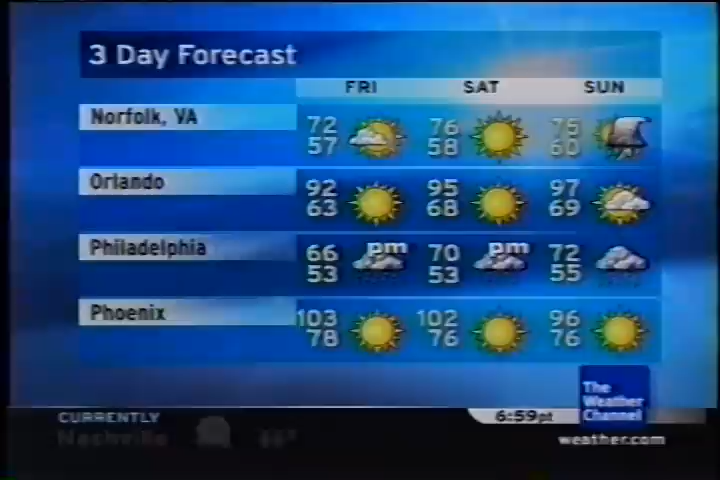 3 Day Forecast
FRI SAT SUN
Norfolk, VA 72 76 75
57 58 60
Orlando 92 95 97
63 68 69
Philadelphia 66 pm 70 pm 72
53 53 55
Phoenix 103 102 96
78 76 76
The
Weather
Channel
CURRENTLY 6:59pt
Nashville
weather.com